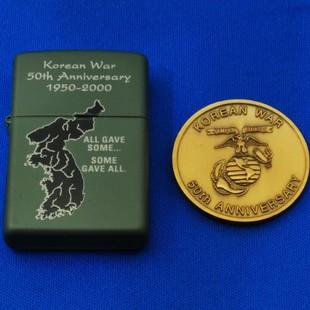 Korean War
50th Anniversary
1950-2000
ALL GAVE
SOME...
SOME
GAVE ALL.
KOREAN WAR
50th ANNIVERSARY